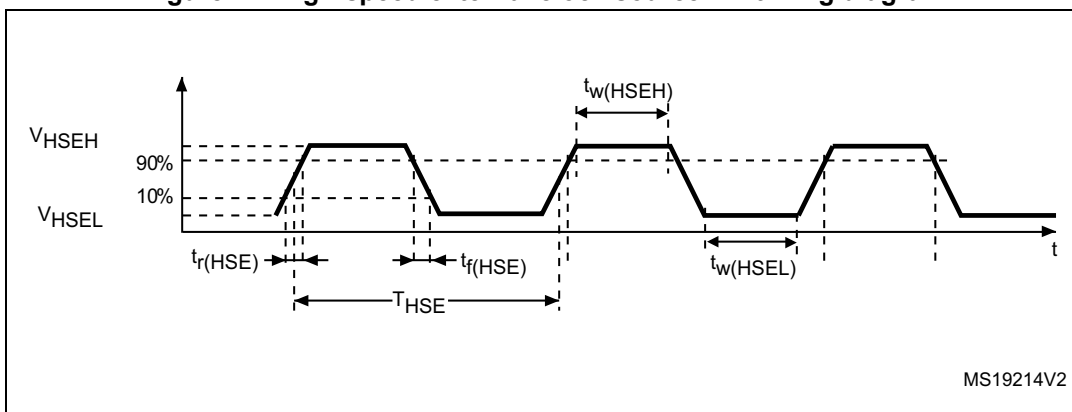 tw(HSEH)
VHSEH
90%
10%
VHSEL
tr(HSE)
tf(HSE)
tw(HSEL)
t
THSE
MS19214V2